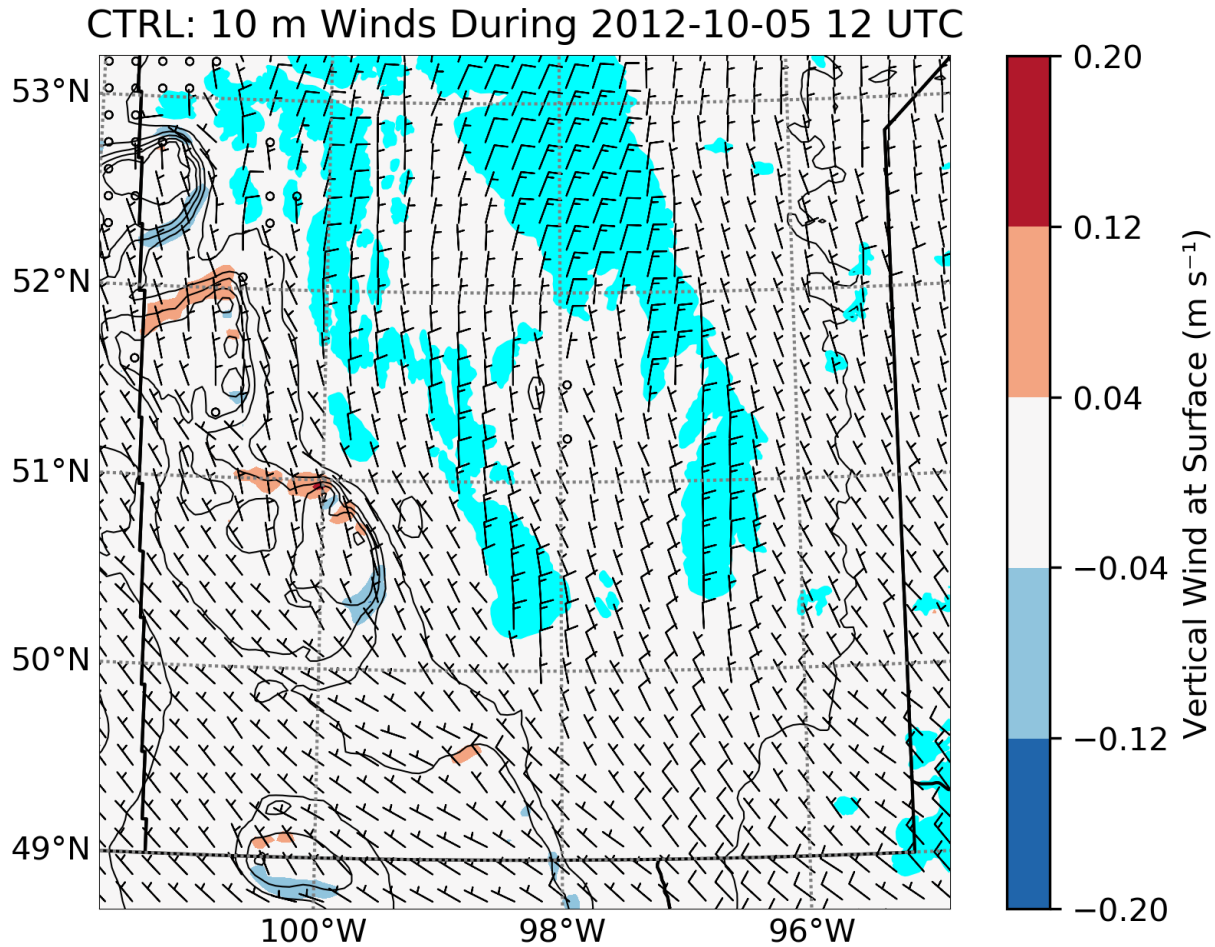 CTRL: 10 m Winds During 2012-10-05 12 UTC
53°N
52°N
51°N
50°N
49°N
100°W
98°W
96°W
0.20
0.12
0.04
−0.04
−0.12
−0.20
Vertical Wind at Surface (m s⁻¹)